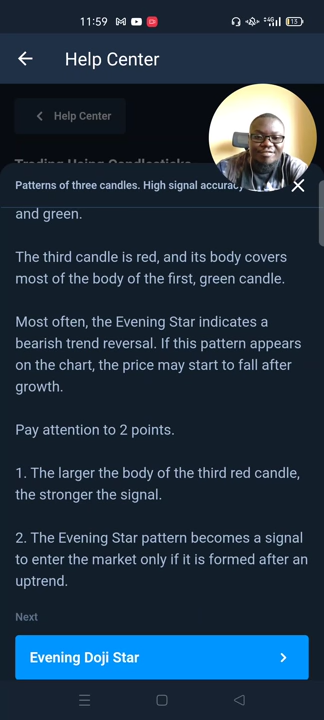 11:59
4G
13
Help Center
Help Center
Trading Using Candlesticks
Patterns of three candles. High signal accuracy
and green.
The third candle is red, and its body covers
most of the body of the first, green candle.
Most often, the Evening Star indicates a
bearish trend reversal. If this pattern appears
on the chart, the price may start to fall after
growth.
Pay attention to 2 points.
1. The larger the body of the third red candle,
the stronger the signal.
2. The Evening Star pattern becomes a signal
to enter the market only if it is formed after an
uptrend.
Next
Evening Doji Star